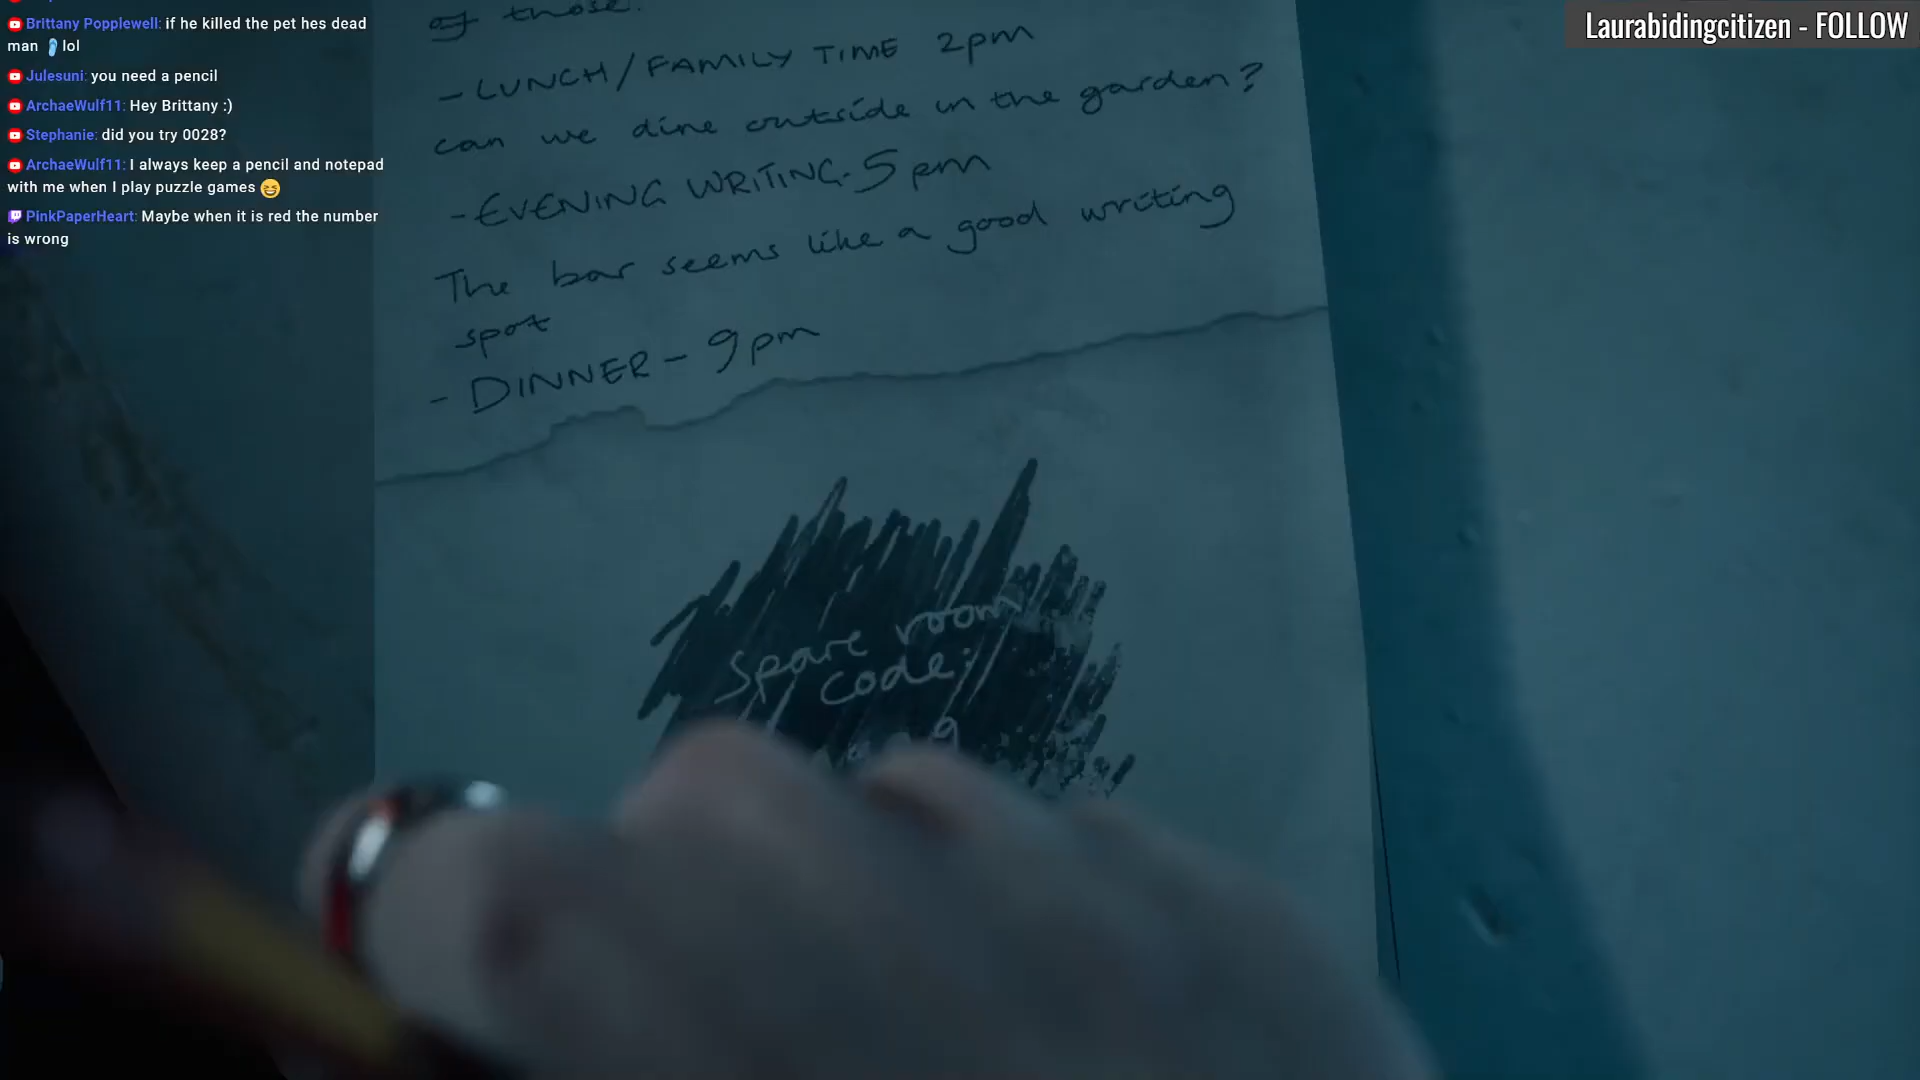 Brittany Popplewell: if he killed the pet hes dead
man lol
Julesuni: you need a pencil
ArchaeWulf11: Hey Brittany :)
Stephanie: did you try 0028?
ArchaeWulf11: I always keep a pencil and notepad
with me when I play puzzle games
PinkPaperHeart: Maybe when it is red the number
is wrong
Laurabidingcitizen - FOLLOW
of those.
- LUNCH/FAMILY TIME 2pm
can we dine outside in the garden?
- EVENING WRITING - 5pm
The bar seems like a good writing
spot
- DINNER - 9pm
Spare room
code:
9